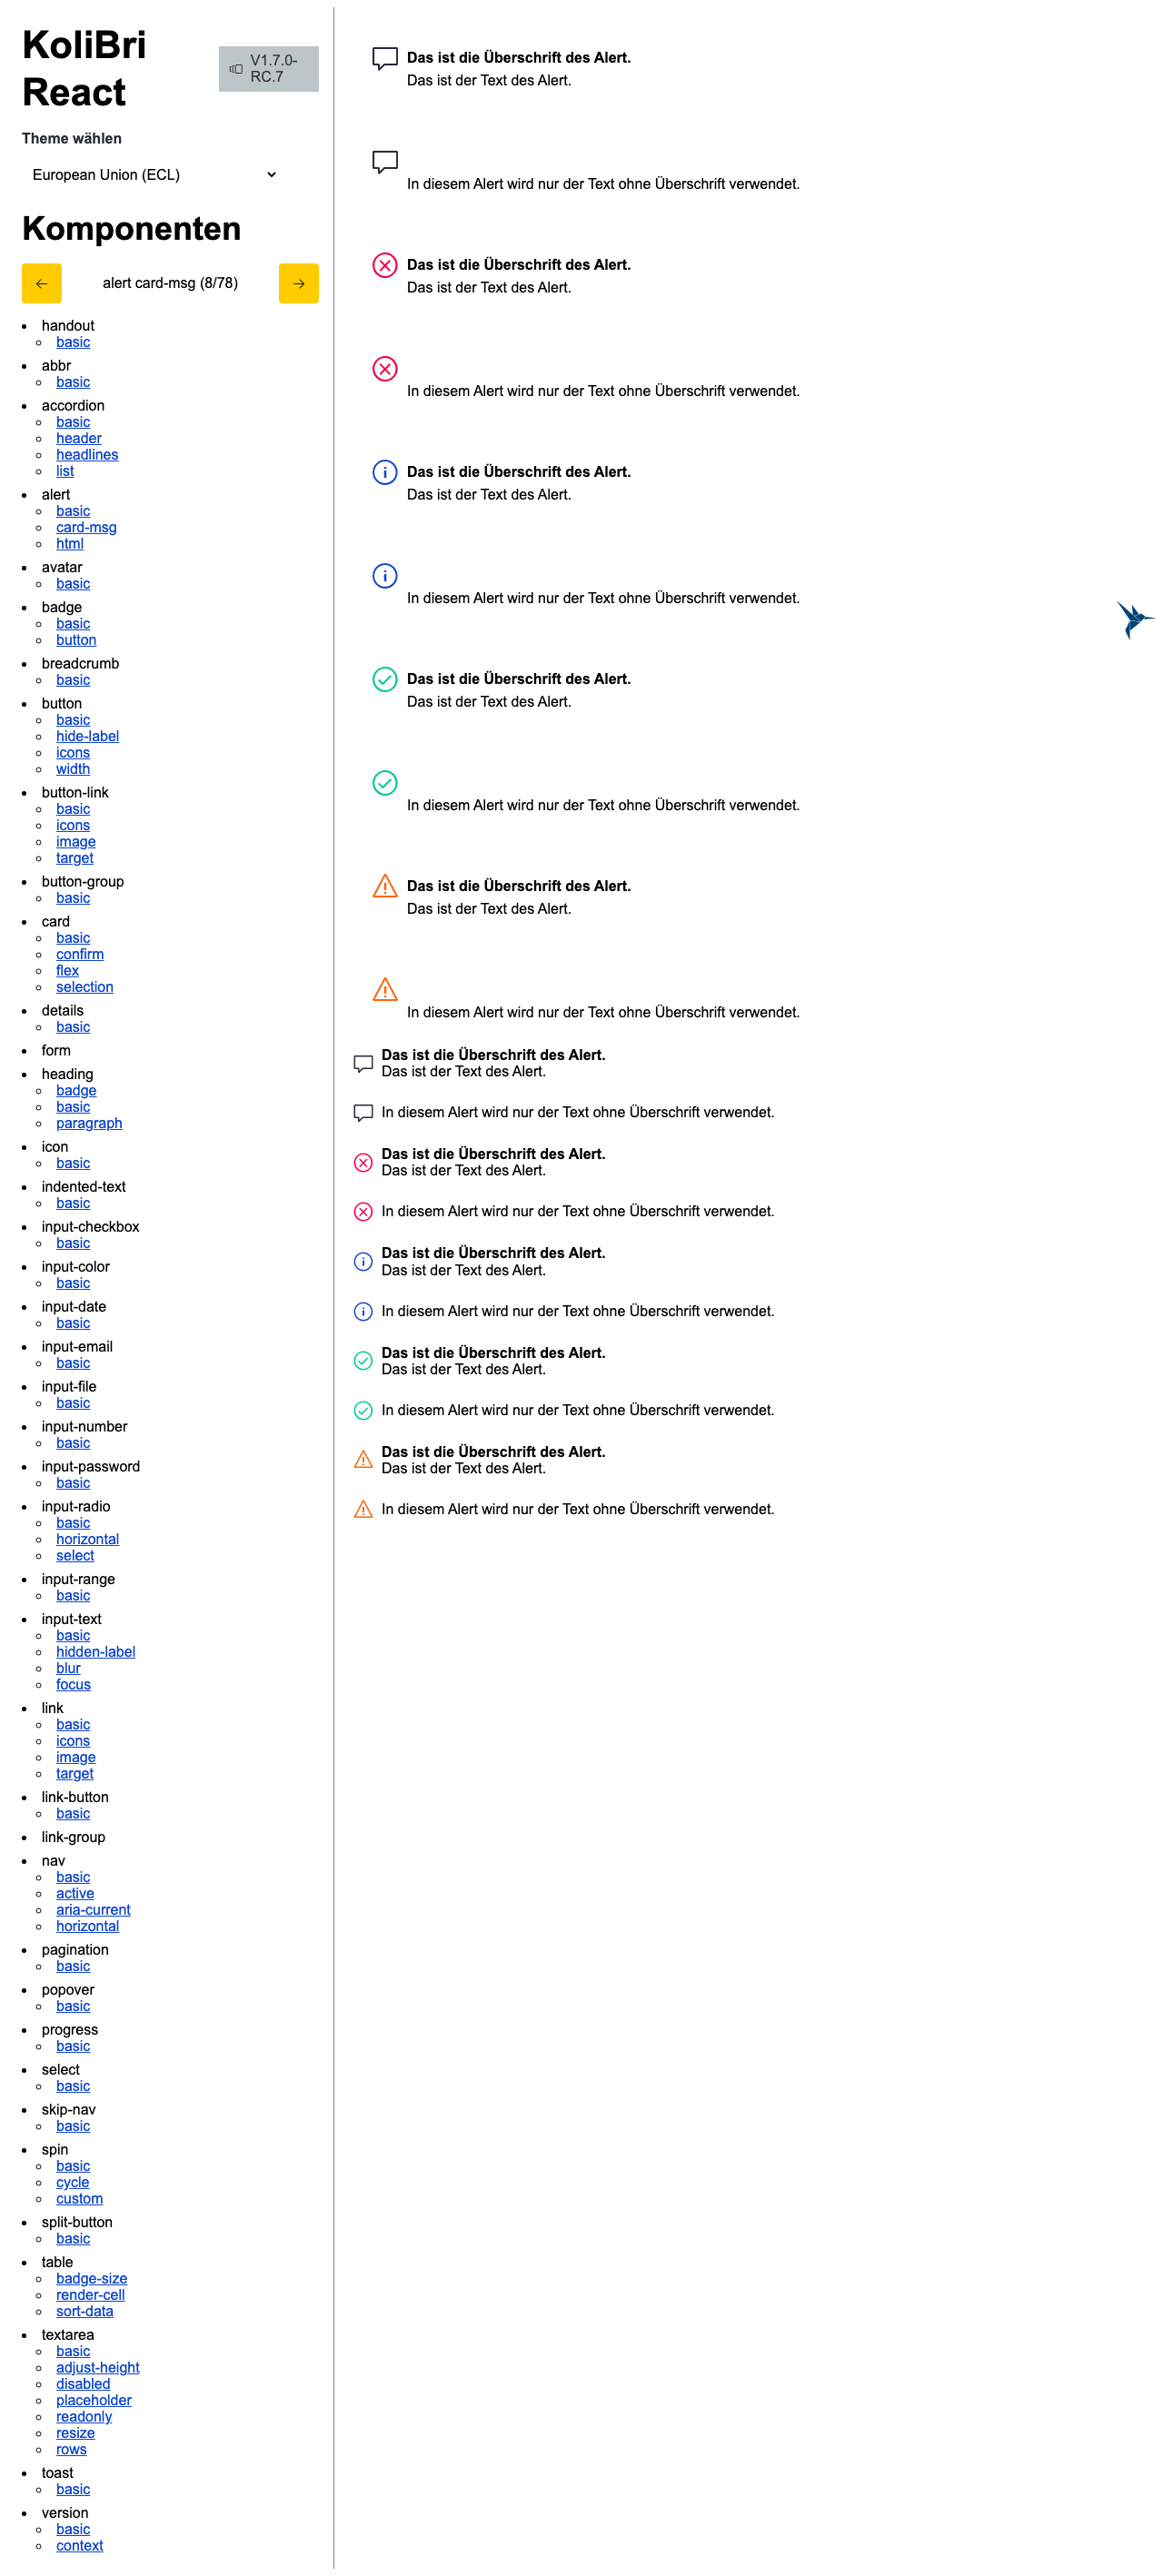 KoliBri
React
V1.7.0-
RC.7
Theme wählen
European Union (ECL)
Komponenten
alert card-msg (8/78)
handout
basic
abbr
basic
accordion
basic
header
headlines
list
alert
basic
card-msg
html
avatar
basic
badge
basic
button
breadcrumb
basic
button
basic
hide-label
icons
width
button-link
basic
icons
image
target
button-group
basic
card
basic
confirm
flex
selection
details
basic
form
heading
badge
basic
paragraph
icon
basic
indented-text
basic
input-checkbox
basic
input-color
basic
input-date
basic
input-email
basic
input-file
basic
input-number
basic
input-password
basic
input-radio
basic
horizontal
select
input-range
basic
input-text
basic
hidden-label
blur
focus
link
basic
icons
image
target
link-button
basic
link-group
nav
basic
active
aria-current
horizontal
pagination
basic
popover
basic
progress
basic
select
basic
skip-nav
basic
spin
basic
cycle
custom
split-button
basic
table
badge-size
render-cell
sort-data
textarea
basic
adjust-height
disabled
placeholder
readonly
resize
rows
toast
basic
version
basic
context
Das ist die Überschrift des Alert.
Das ist der Text des Alert.
In diesem Alert wird nur der Text ohne Überschrift verwendet.
Das ist die Überschrift des Alert.
Das ist der Text des Alert.
In diesem Alert wird nur der Text ohne Überschrift verwendet.
Das ist die Überschrift des Alert.
Das ist der Text des Alert.
In diesem Alert wird nur der Text ohne Überschrift verwendet.
Das ist die Überschrift des Alert.
Das ist der Text des Alert.
In diesem Alert wird nur der Text ohne Überschrift verwendet.
Das ist die Überschrift des Alert.
Das ist der Text des Alert.
In diesem Alert wird nur der Text ohne Überschrift verwendet.
Das ist die Überschrift des Alert.
Das ist der Text des Alert.
In diesem Alert wird nur der Text ohne Überschrift verwendet.
Das ist die Überschrift des Alert.
Das ist der Text des Alert.
In diesem Alert wird nur der Text ohne Überschrift verwendet.
Das ist die Überschrift des Alert.
Das ist der Text des Alert.
In diesem Alert wird nur der Text ohne Überschrift verwendet.
Das ist die Überschrift des Alert.
Das ist der Text des Alert.
In diesem Alert wird nur der Text ohne Überschrift verwendet.
Das ist die Überschrift des Alert.
Das ist der Text des Alert.
In diesem Alert wird nur der Text ohne Überschrift verwendet.